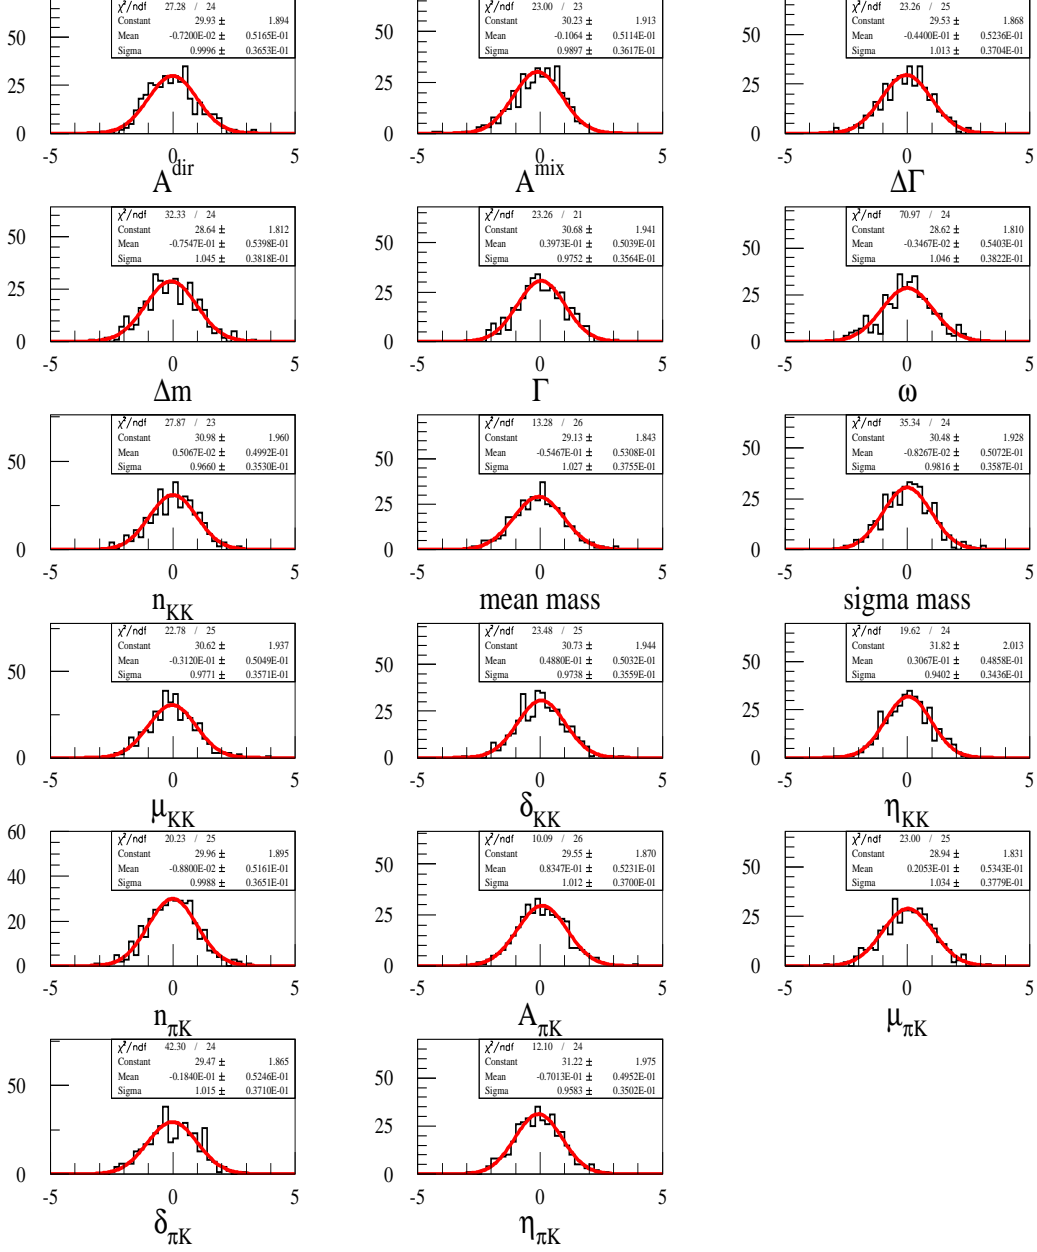 χ²/ndf 27.28 / 24
Constant 29.93 ± 1.894
Mean -0.7200E-02 ± 0.5165E-01
Sigma 0.9996 ± 0.3653E-01
50
25
0
-5 0 5
A^dir
χ²/ndf 23.00 / 23
Constant 30.23 ± 1.913
Mean -0.1064 ± 0.5114E-01
Sigma 0.9897 ± 0.3617E-01
50
25
0
-5 0 5
A^mix
χ²/ndf 23.26 / 25
Constant 29.53 ± 1.868
Mean -0.4400E-01 ± 0.5236E-01
Sigma 1.013 ± 0.3704E-01
50
25
0
-5 0 5
ΔΓ
χ²/ndf 32.33 / 24
Constant 28.64 ± 1.812
Mean -0.7547E-01 ± 0.5398E-01
Sigma 1.045 ± 0.3818E-01
50
25
0
-5 0 5
Δm
χ²/ndf 23.26 / 21
Constant 30.68 ± 1.941
Mean 0.3973E-01 ± 0.5039E-01
Sigma 0.9752 ± 0.3564E-01
50
25
0
-5 0 5
Γ
χ²/ndf 70.97 / 24
Constant 28.62 ± 1.810
Mean -0.3467E-02 ± 0.5403E-01
Sigma 1.046 ± 0.3822E-01
50
25
0
-5 0 5
ω
χ²/ndf 27.87 / 23
Constant 30.98 ± 1.960
Mean 0.5067E-02 ± 0.4992E-01
Sigma 0.9660 ± 0.3530E-01
50
0
-5 0 5
n_KK
χ²/ndf 13.28 / 26
Constant 29.13 ± 1.843
Mean -0.5467E-01 ± 0.5308E-01
Sigma 1.027 ± 0.3755E-01
50
25
0
-5 0 5
mean mass
χ²/ndf 35.34 / 24
Constant 30.48 ± 1.928
Mean -0.8267E-02 ± 0.5072E-01
Sigma 0.9816 ± 0.3587E-01
50
25
0
-5 0 5
sigma mass
χ²/ndf 22.78 / 25
Constant 30.62 ± 1.937
Mean -0.3120E-01 ± 0.5049E-01
Sigma 0.9771 ± 0.3571E-01
50
0
-5 0 5
μ_KK
χ²/ndf 23.48 / 25
Constant 30.73 ± 1.944
Mean 0.4880E-01 ± 0.5032E-01
Sigma 0.9738 ± 0.3559E-01
50
25
0
-5 0 5
δ_KK
χ²/ndf 19.62 / 24
Constant 31.82 ± 2.013
Mean 0.3067E-01 ± 0.4858E-01
Sigma 0.9402 ± 0.3436E-01
50
25
0
-5 0 5
η_KK
χ²/ndf 20.23 / 25
Constant 29.96 ± 1.895
Mean -0.8800E-02 ± 0.5161E-01
Sigma 0.9988 ± 0.3651E-01
60
40
20
0
-5 0 5
n_πK
χ²/ndf 10.09 / 26
Constant 29.55 ± 1.870
Mean 0.8347E-01 ± 0.5231E-01
Sigma 1.012 ± 0.3700E-01
50
25
0
-5 0 5
A_πK
χ²/ndf 23.00 / 25
Constant 28.94 ± 1.831
Mean 0.2053E-01 ± 0.5343E-01
Sigma 1.034 ± 0.3779E-01
50
25
0
-5 0 5
μ_πK
χ²/ndf 42.30 / 24
Constant 29.47 ± 1.865
Mean -0.1840E-01 ± 0.5246E-01
Sigma 1.015 ± 0.3710E-01
50
0
-5 0 5
δ_πK
χ²/ndf 12.10 / 24
Constant 31.22 ± 1.975
Mean -0.7013E-01 ± 0.4952E-01
Sigma 0.9583 ± 0.3502E-01
50
25
0
-5 0 5
η_πK